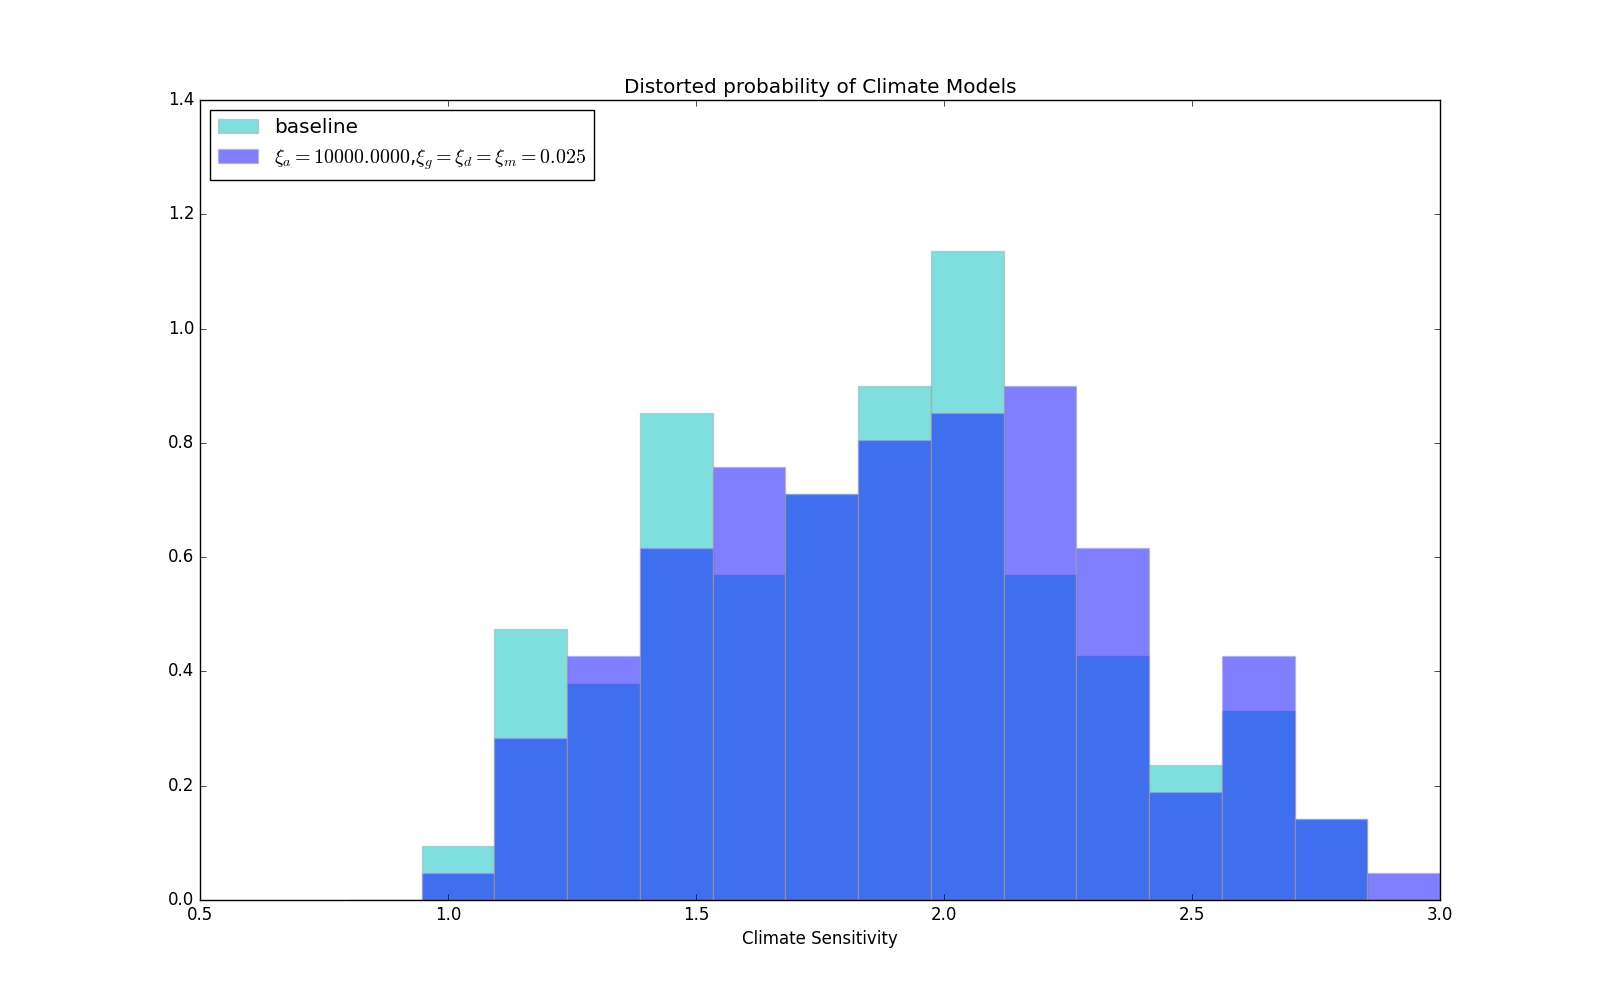 Distorted probability of Climate Models
1.4
baseline
ξₐ = 10000.0000,ξ_g = ξ_d = ξₘ = 0.025
1.2
1.0
0.8
0.6
0.4
0.2
0.0
0.5 1.0 1.5 2.0 2.5 3.0
Climate Sensitivity